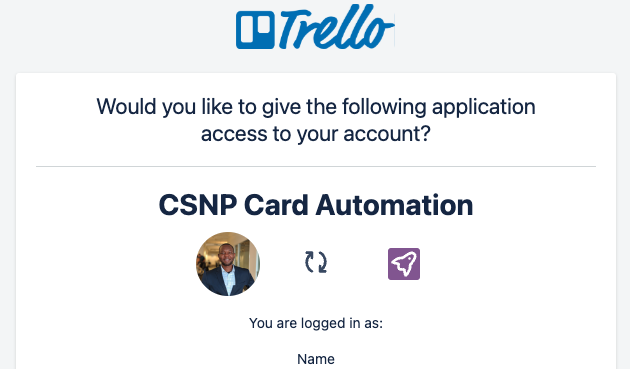 Trello
Would you like to give the following application
access to your account?
CSNP Card Automation
You are logged in as:
Name